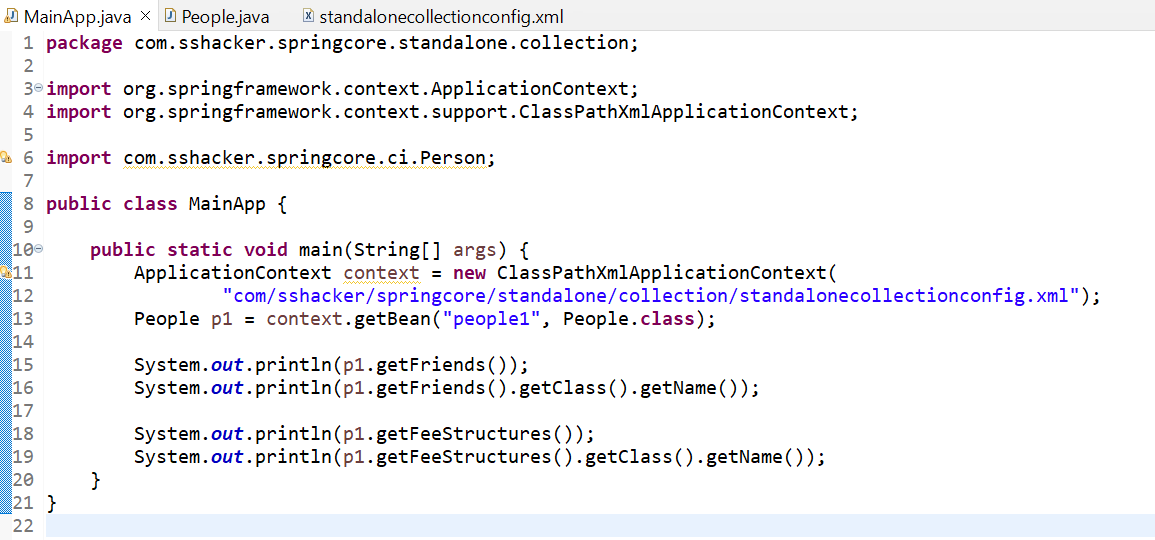 MainApp.java People.java standalonecollectionconfig.xml
1 package com.sshacker.springcore.standalone.collection;
2
3 import org.springframework.context.ApplicationContext;
4 import org.springframework.context.support.ClassPathXmlApplicationContext;
5
6 import com.sshacker.springcore.ci.Person;
7
8 public class MainApp {
9
10     public static void main(String[] args) {
11         ApplicationContext context = new ClassPathXmlApplicationContext(
12                 "com/sshacker/springcore/standalone/collection/standalonecollectionconfig.xml");
13         People p1 = context.getBean("people1", People.class);
14
15         System.out.println(p1.getFriends());
16         System.out.println(p1.getFriends().getClass().getName());
17
18         System.out.println(p1.getFeeStructures());
19         System.out.println(p1.getFeeStructures().getClass().getName());
20     }
21 }
22